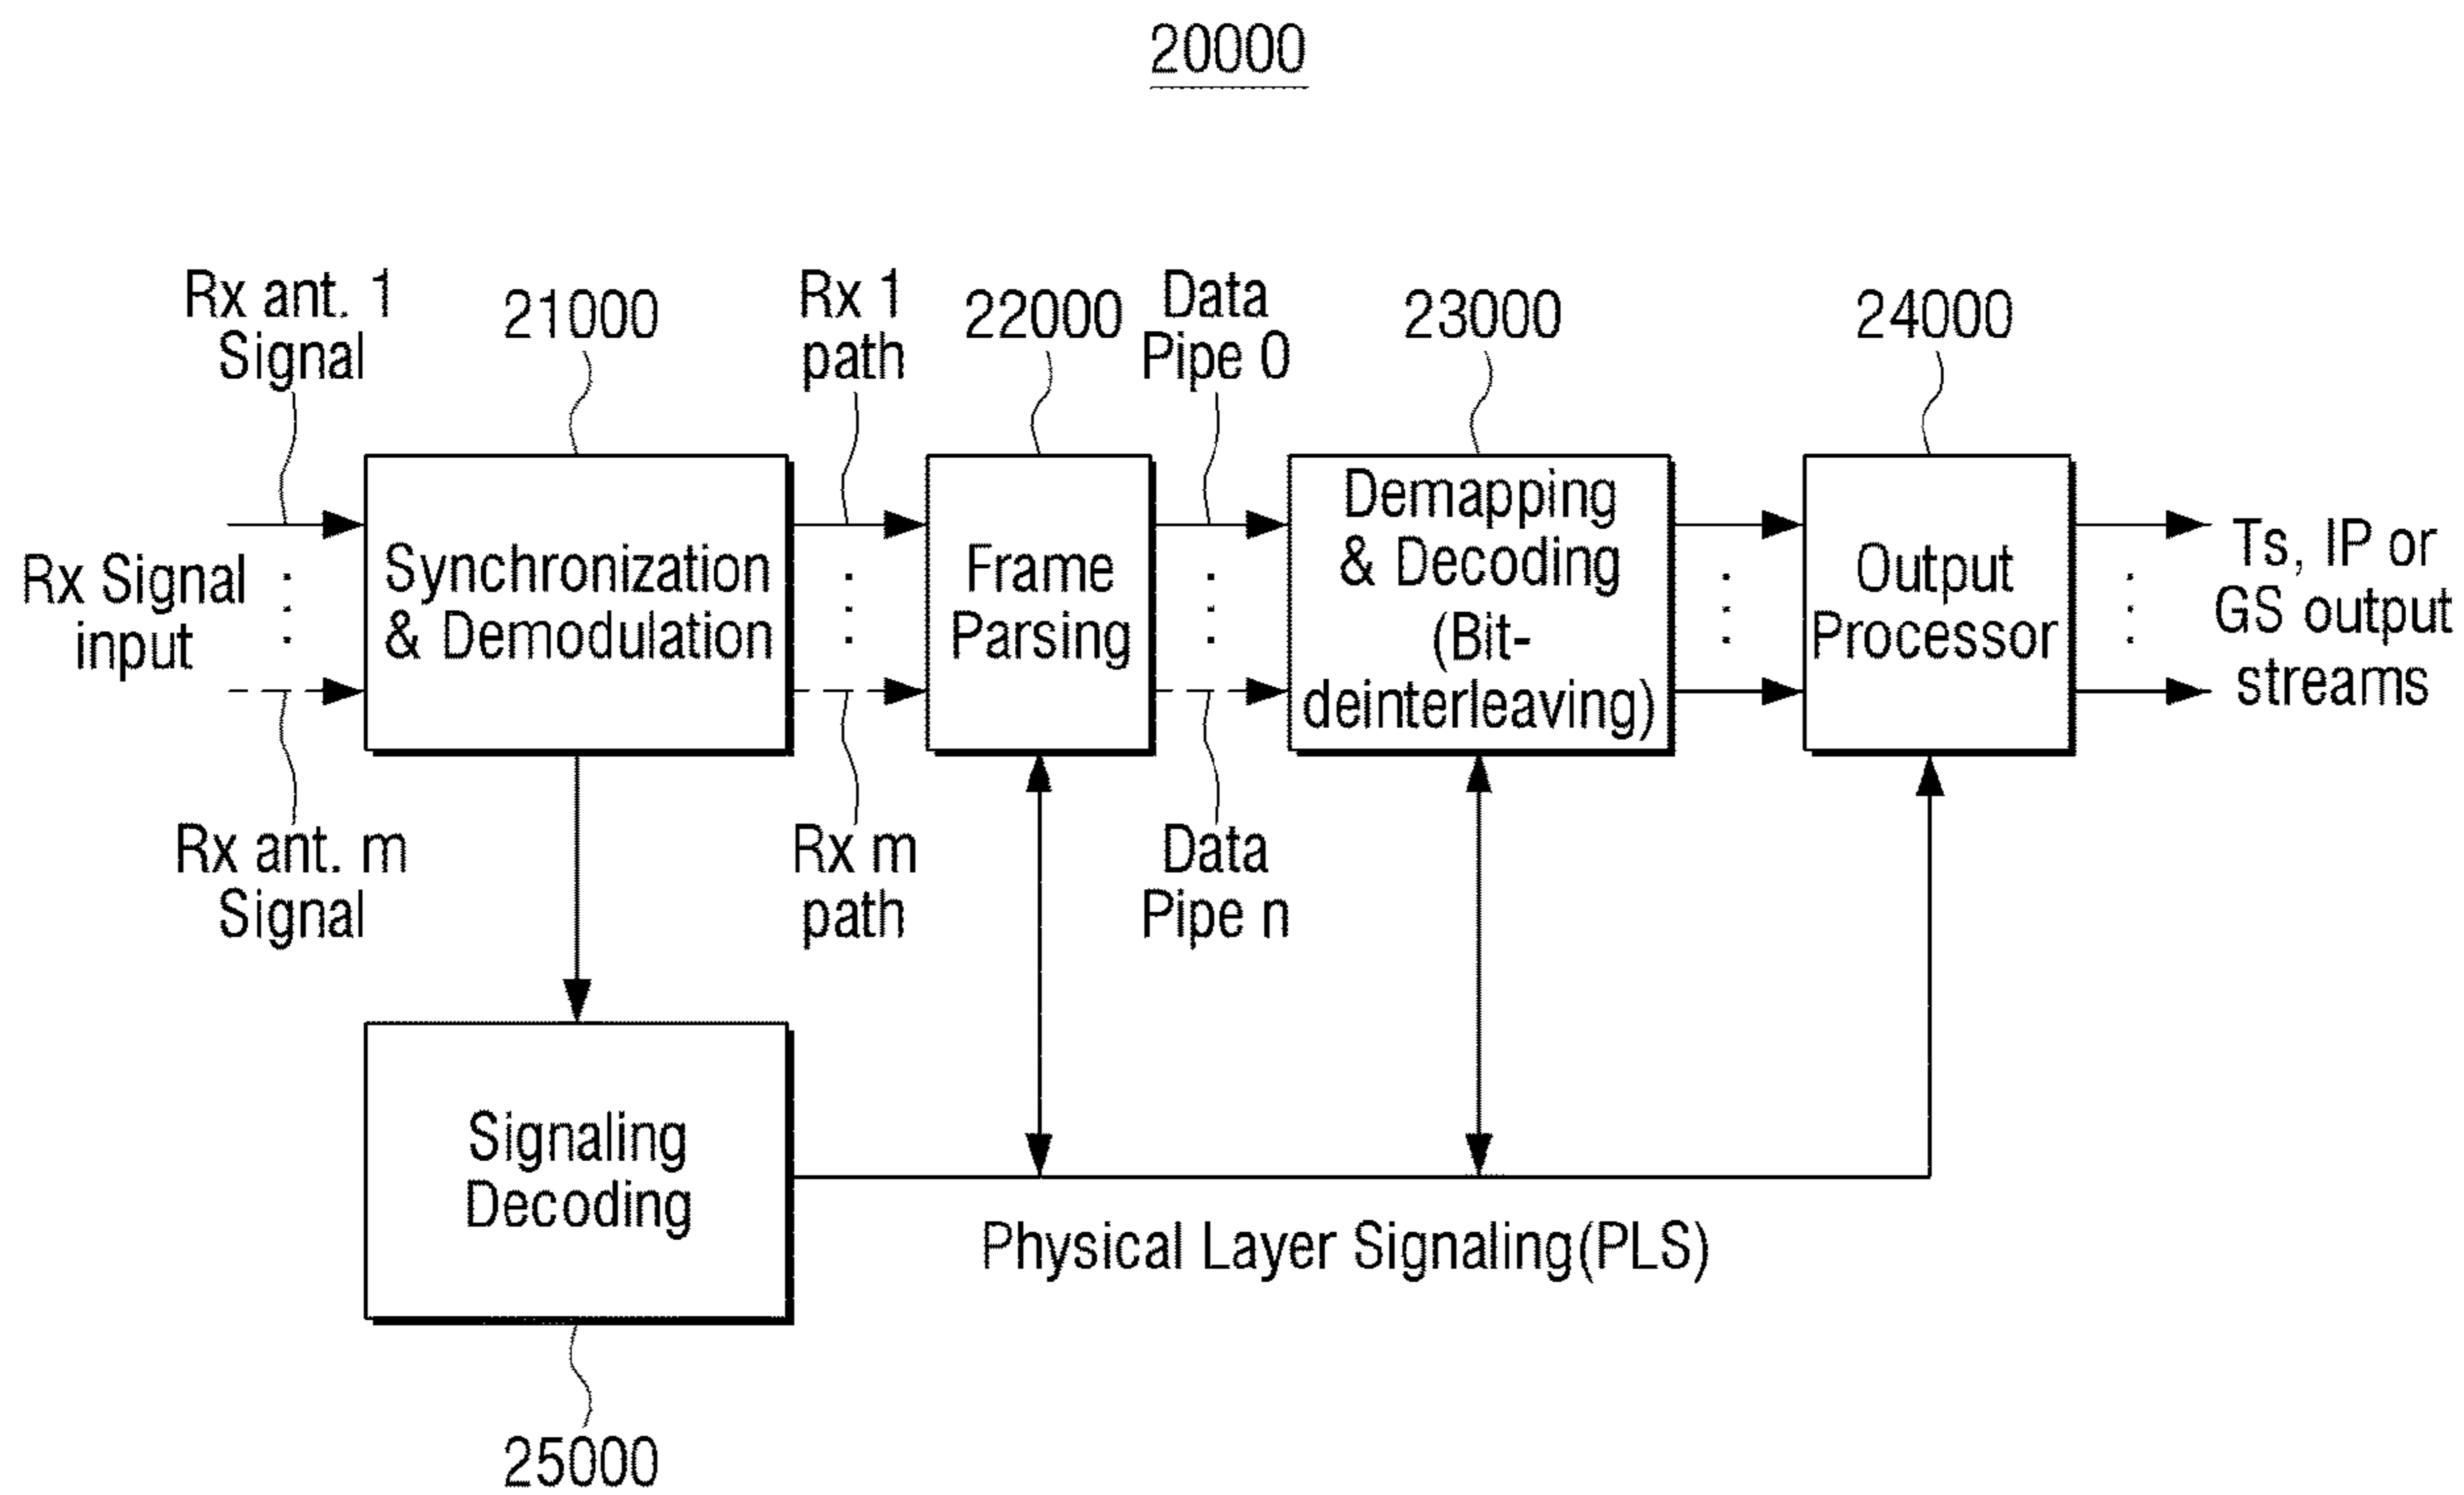 20000
Rx ant. 1
Signal
21000
Rx 1
path
22000
Data
Pipe 0
23000
24000
Rx Signal
input
Synchronization
& Demodulation
Frame
Parsing
Demapping
& Decoding
(Bit-
deinterleaving)
Output
Processor
Ts, IP or
GS output
streams
Rx ant. m
Signal
Rx m
path
Data
Pipe n
Signaling
Decoding
Physical Layer Signaling(PLS)
25000